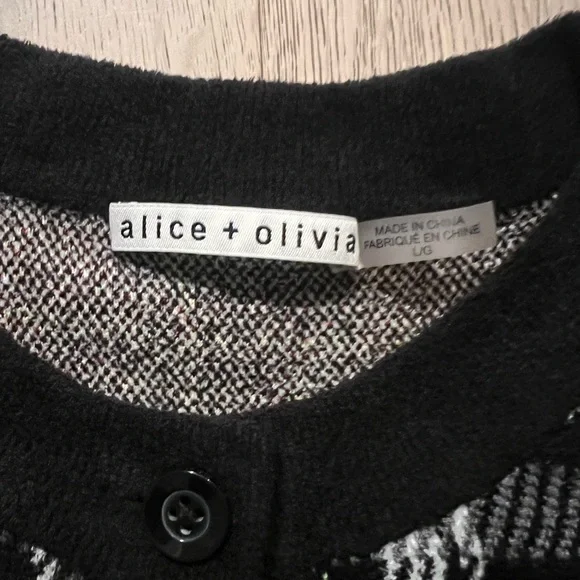 alice + olivia
MADE IN CHINA
FABRIQUÉ EN CHINE
L/G